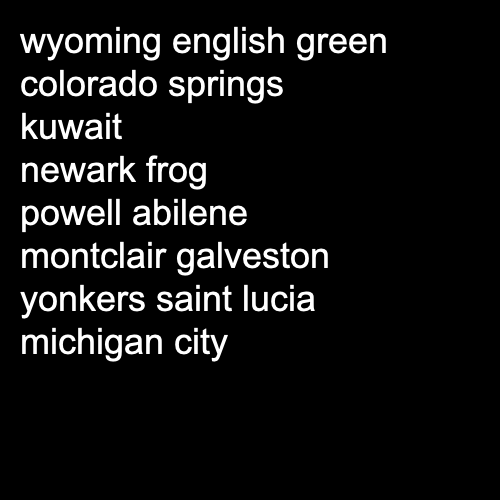 wyoming english green
colorado springs
kuwait
newark frog
powell abilene
montclair galveston
yonkers saint lucia
michigan city